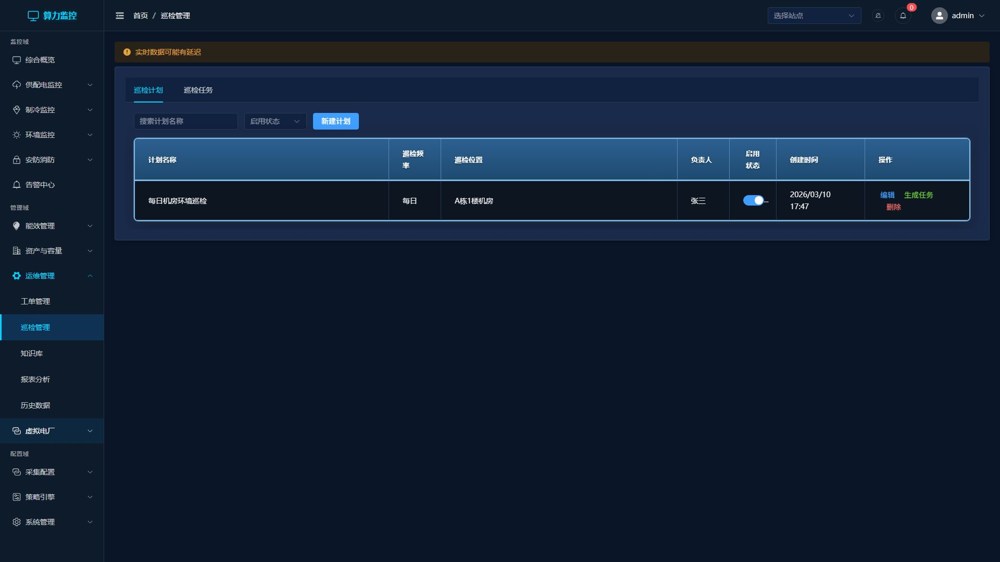 算力监控
首页 / 巡检管理
选择站点
0
admin
监控域
综合概览
供配电监控
制冷监控
环境监控
安防消防
告警中心
管理域
能效管理
资产与容量
运维管理
工单管理
巡检管理
知识库
报表分析
历史数据
虚拟电厂
配置域
采集配置
策略引擎
系统管理
实时数据可能有延迟
巡检计划 巡检任务
搜索计划名称 启用状态 新建计划
计划名称 巡检频率 巡检位置 负责人 启用状态 创建时间 操作
每日机房环境巡检 每日 A栋1楼机房 张三 ... 2026/03/10 17:47 编辑 生成任务 删除